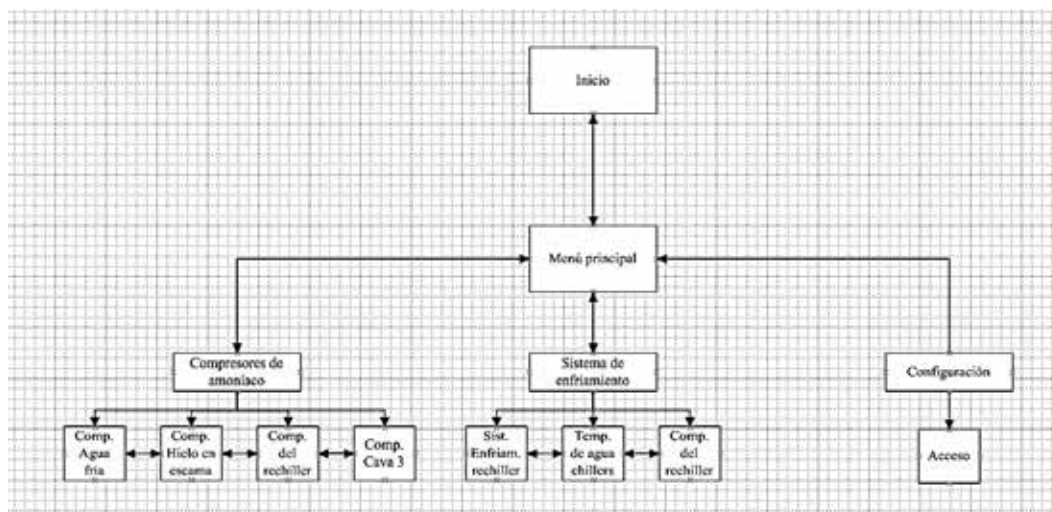 Inicio
Menú principal
Compresores de
amoníaco
Sistema de
enfriamiento
Configuración
Comp.
Agua
fría
Comp.
Hielo en
escama
Comp.
del
rechiller
Comp.
Cava 3
Sist.
Enfriam.
rechiller
Temp.
de agua
chillers
Comp.
del
rechiller
Acceso